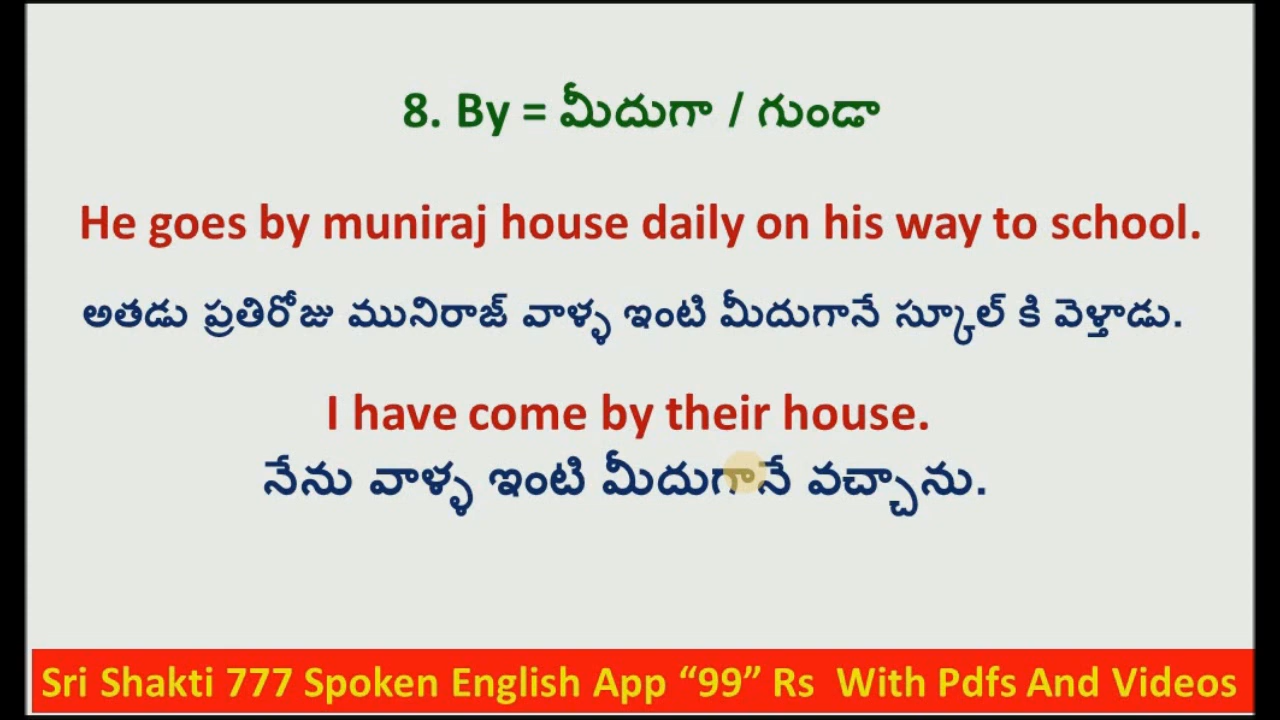 8. By = మీదుగా / గుండా
He goes by muniraj house daily on his way to school.
అతడు ప్రతిరోజు మునిరాజ్ వాళ్ళ ఇంటి మీదుగానే స్కూల్ కి వెళ్తాడు.
I have come by their house.
నేను వాళ్ళ ఇంటి మీదుగానే వచ్చాను.
Sri Shakti 777 Spoken English App “99” Rs With Pdfs And Videos